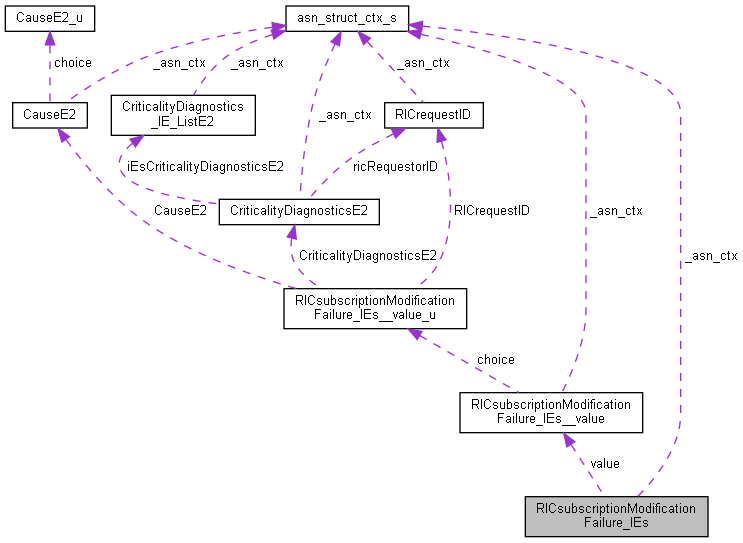 CauseE2_u
asn_struct_ctx_s
choice
_asn_ctx
_asn_ctx
_asn_ctx
CauseE2
CriticalityDiagnostics
_IE_ListE2
_asn_ctx
RICrequestID
iEsCriticalityDiagnosticsE2
ricRequestorID
CauseE2
CriticalityDiagnosticsE2
RICrequestID
_asn_ctx
CriticalityDiagnosticsE2
_asn_ctx
RICsubscriptionModification
Failure_IEs__value_u
choice
RICsubscriptionModification
Failure_IEs__value
value
RICsubscriptionModification
Failure_IEs